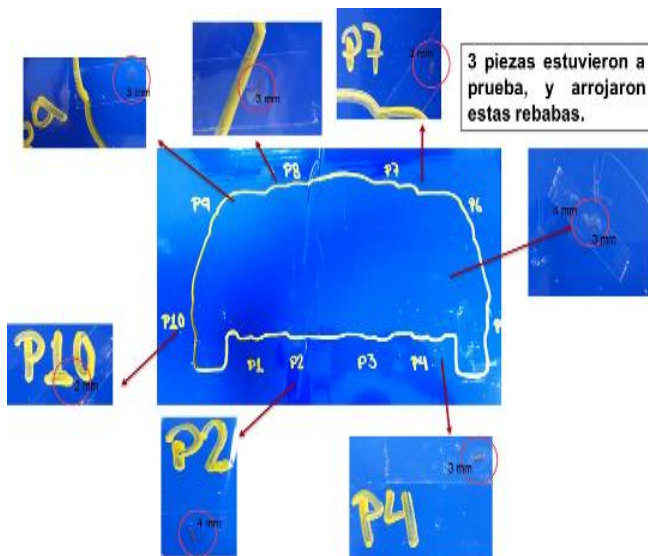 P7
3 mm
3 piezas estuvieron a
prueba, y arrojaron
estas rebabas.
3 mm
3 mm
P8
P7
P9
P6
4 mm
3 mm
P10
P10
2 mm
P1
P2
P3
P4
P2
4 mm
3 mm
P4